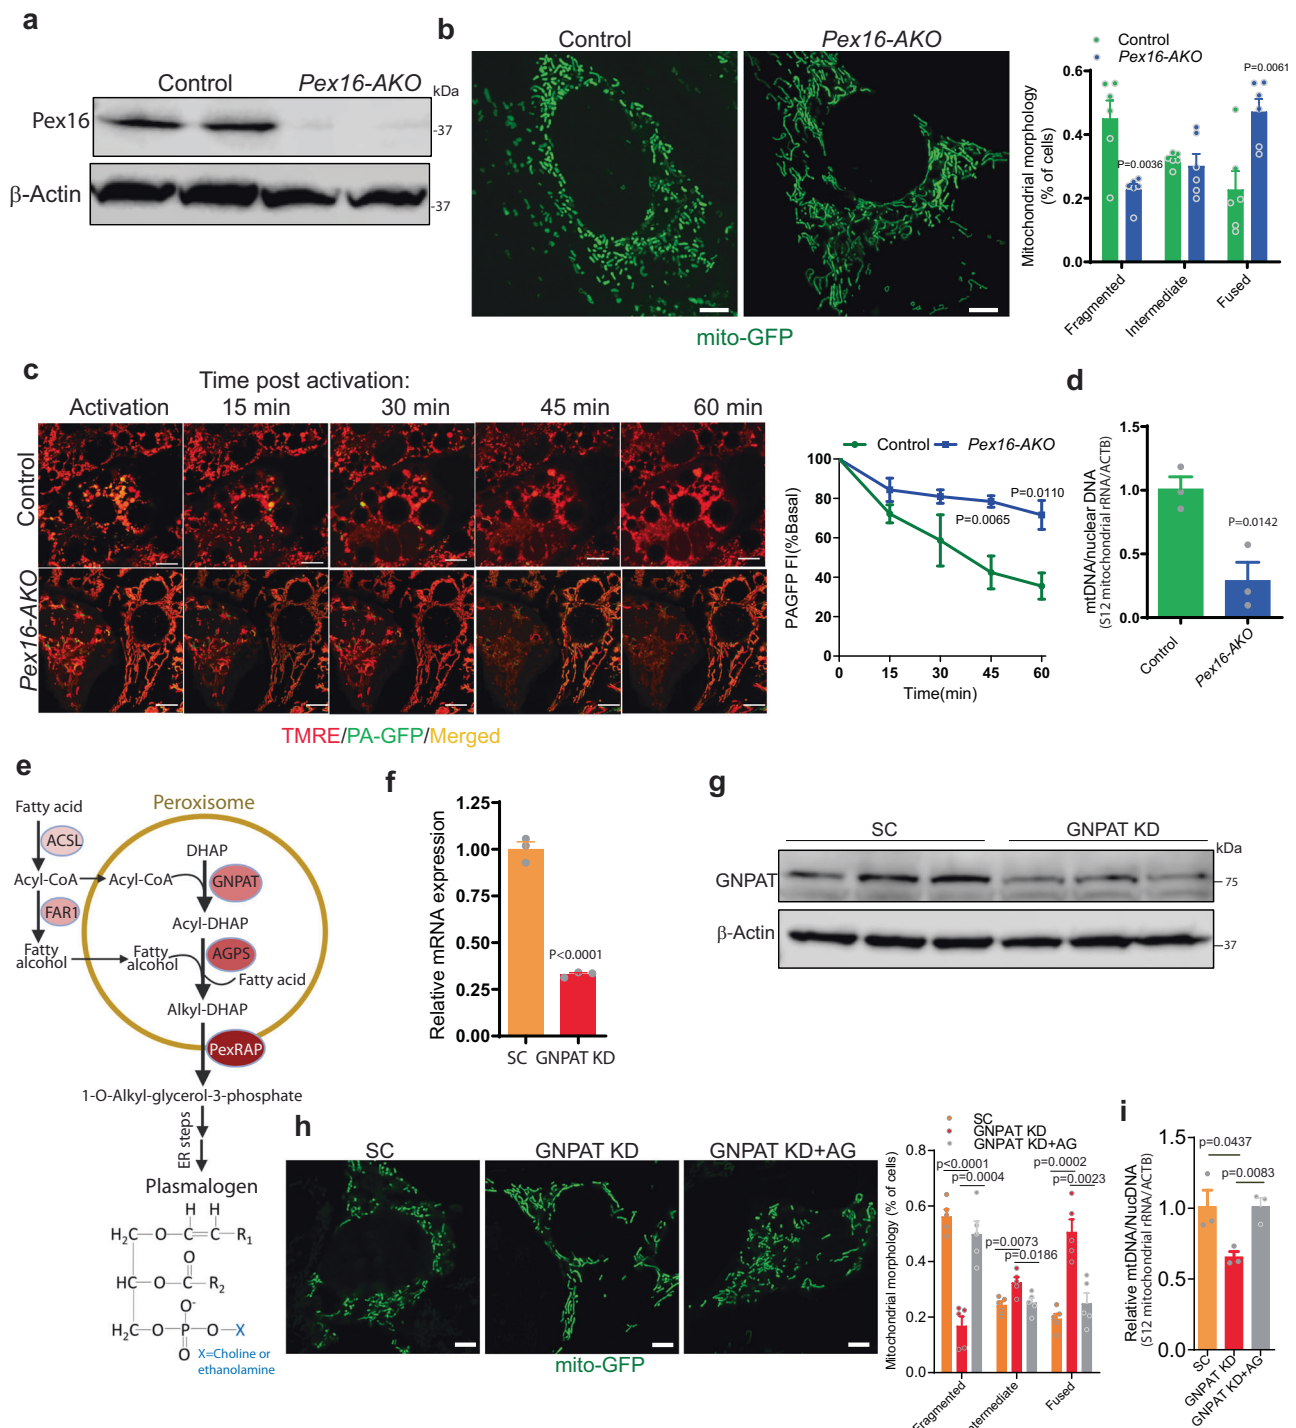 a
Control
Pex16-AKO
kDa
Pex16
-37
β-Actin
-37
b
Control
Pex16-AKO
mito-GFP
Control
Pex16-AKO
Mitochondrial morphology
(% of cells)
0.6
0.4
0.2
0.0
P=0.0036
P=0.0061
Fragmented
Intermediate
Fused
c
Time post activation:
Activation
15 min
30 min
45 min
60 min
Control
Pex16-AKO
TMRE/PA-GFP/Merged
Control
Pex16-AKO
PAGFP FI(%Basal)
100
80
60
40
20
0
P=0.0110
P=0.0065
0
15
30
45
60
Time(min)
d
mtDNA/nuclear DNA
(S12 mitochondrial rRNA/ACTB)
1.5
1.0
0.5
0.0
P=0.0142
Control
Pex16-AKO
e
Fatty acid
Peroxisome
ACSL
DHAP
Acyl-CoA
Acyl-CoA
GNPAT
FAR1
Acyl-DHAP
Fatty
alcohol
Fatty
alcohol
AGPS
Fatty acid
Alkyl-DHAP
PexRAP
1-O-Alkyl-glycerol-3-phosphate
ER steps
Plasmalogen
H H
H2C—O—C=C—R1
O
HC—O—C—R2
O-
H2C—O—P—O—X
O
X=Choline or
ethanolamine
f
Relative mRNA expression
1.25
1.00
0.75
0.50
0.25
0.00
P<0.0001
SC
GNPAT KD
g
SC
GNPAT KD
kDa
GNPAT
75
β-Actin
37
h
SC
GNPAT KD
GNPAT KD+AG
mito-GFP
SC
GNPAT KD
GNPAT KD+AG
Mitochondrial morphology (% of cells)
0.8
0.6
0.4
0.2
0.0
p<0.0001
p=0.0004
p=0.0073
p=0.0186
p=0.0002
p=0.0023
Fragmented
Intermediate
Fused
i
Relative mtDNA/NucDNA
(S12 mitochondrial rRNA/ACTB)
1.5
1.0
0.5
0.0
p=0.0437
p=0.0083
SC
GNPAT KD
GNPAT KD+AG